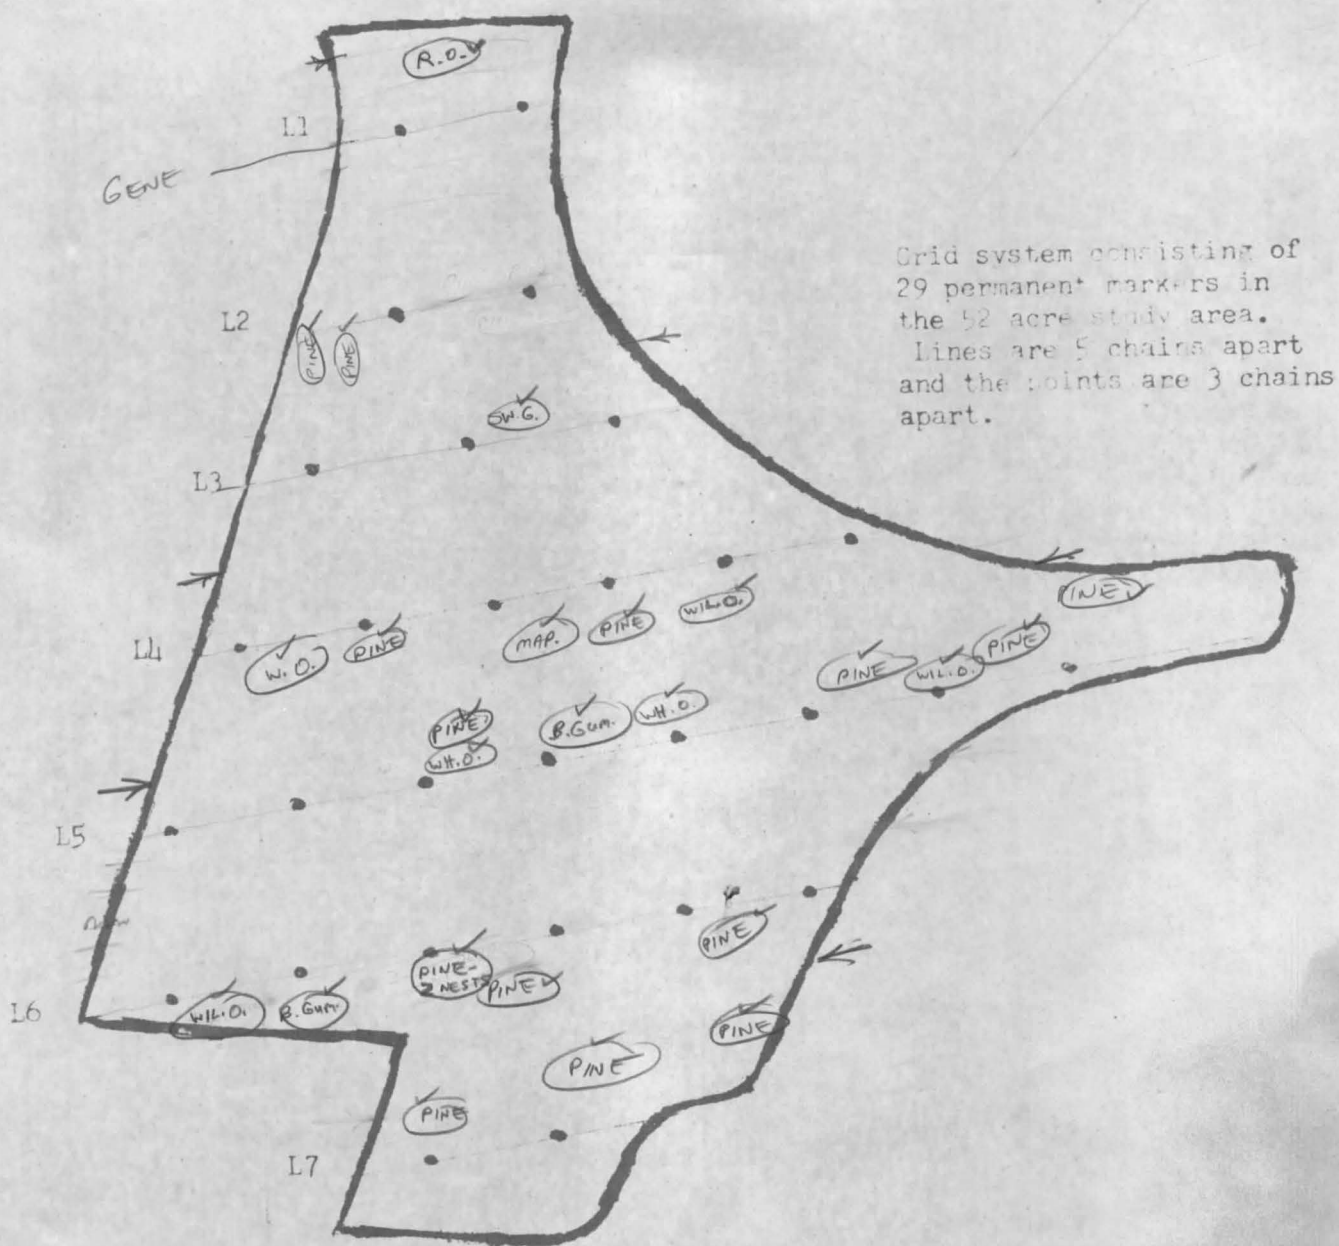 R.O.
L1
GENE
Grid system consisting of
29 permanent markers in
the 52 acre study area.
Lines are 5 chains apart
and the points are 3 chains
apart.
L2
PINE
PINE
SW.G.
L3
PINE
WIL.O.
MAP.
PINE
PINE
L4
W.O.
PINE
PINE
WIL.O.
PINE
B.GUM.
WH.O.
WH.O.
L5
PINE
PINE-
2 NESTS
PINE
L6
WIL.O.
B.GUM.
PINE
PINE
PINE
L7